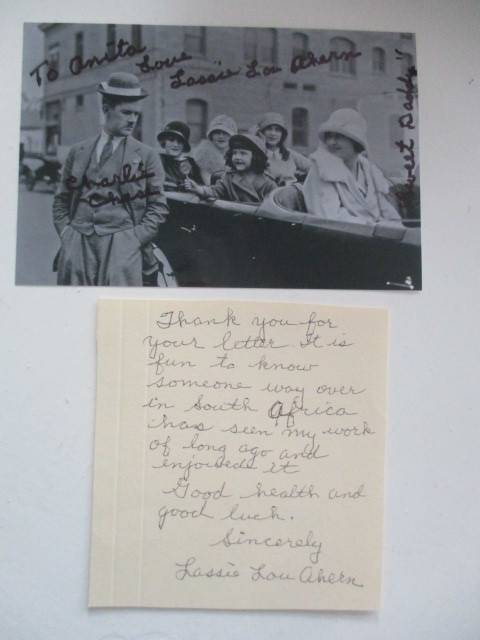 To Anita
Love
Lassie Lou Ahern
Sweet Daddy"
Charlie
Chase
Thank you for
your letter. It is
fun to know
someone way over
in South Africa
has seen my work
of long ago and
enjoyede it
Good health and
good luck.
Sincerely
Lassie Lou Ahern